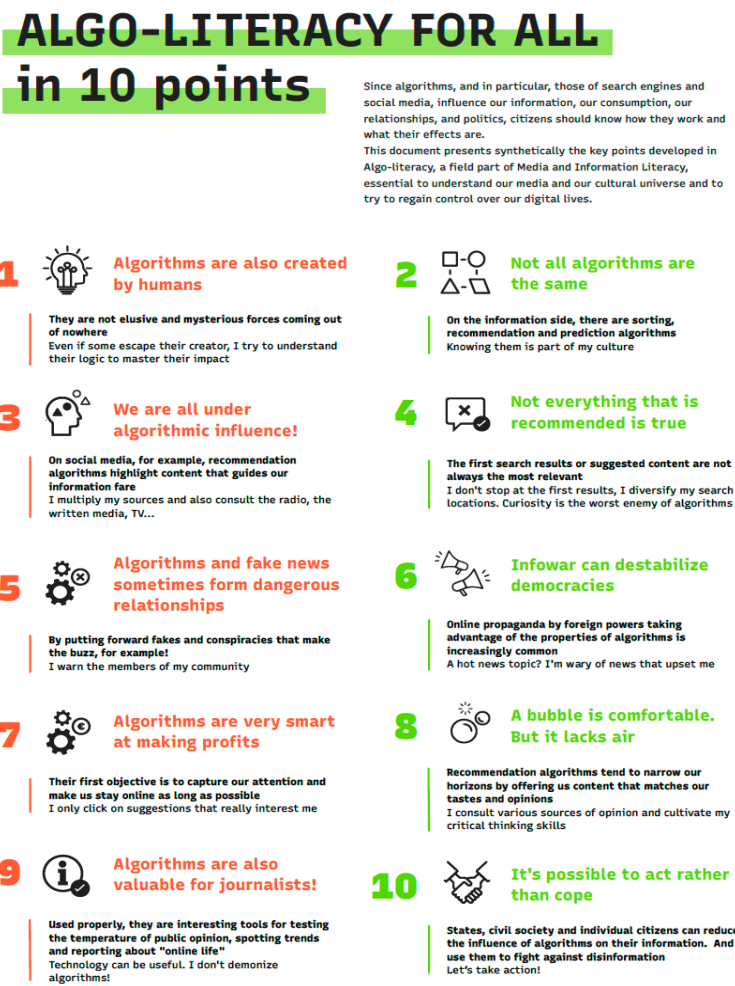 ALGO-LITERACY FOR ALL
in 10 points
Since algorithms, and in particular, those of search engines and
social media, influence our information, our consumption, our
relationships, and politics, citizens should know how they work and
what their effects are.
This document presents synthetically the key points developed in
Algo-literacy, a field part of Media and Information Literacy,
essential to understand our media and our cultural universe and to
try to regain control over our digital lives.
1
Algorithms are also created
by humans
They are not elusive and mysterious forces coming out
of nowhere
Even if some escape their creator, I try to understand
their logic to master their impact
2
Not all algorithms are
the same
On the information side, there are sorting,
recommendation and prediction algorithms
Knowing them is part of my culture
3
We are all under
algorithmic influence!
On social media, for example, recommendation
algorithms highlight content that guides our
information fare
I multiply my sources and also consult the radio, the
written media, TV...
4
Not everything that is
recommended is true
The first search results or suggested content are not
always the most relevant
I don't stop at the first results, I diversify my search
locations. Curiosity is the worst enemy of algorithms
5
Algorithms and fake news
sometimes form dangerous
relationships
By putting forward fakes and conspiracies that make
the buzz, for example!
I warn the members of my community
6
Infowar can destabilize
democracies
Online propaganda by foreign powers taking
advantage of the properties of algorithms is
increasingly common
A hot news topic? I'm wary of news that upset me
7
Algorithms are very smart
at making profits
Their first objective is to capture our attention and
make us stay online as long as possible
I only click on suggestions that really interest me
8
A bubble is comfortable.
But it lacks air
Recommendation algorithms tend to narrow our
horizons by offering us content that matches our
tastes and opinions
I consult various sources of opinion and cultivate my
critical thinking skills
9
Algorithms are also
valuable for journalists!
Used properly, they are interesting tools for testing
the temperature of public opinion, spotting trends
and reporting about "online life"
Technology can be useful. I don't demonize
algorithms!
10
It's possible to act rather
than cope
States, civil society and individual citizens can reduce
the influence of algorithms on their information. And
use them to fight against disinformation
Let's take action!